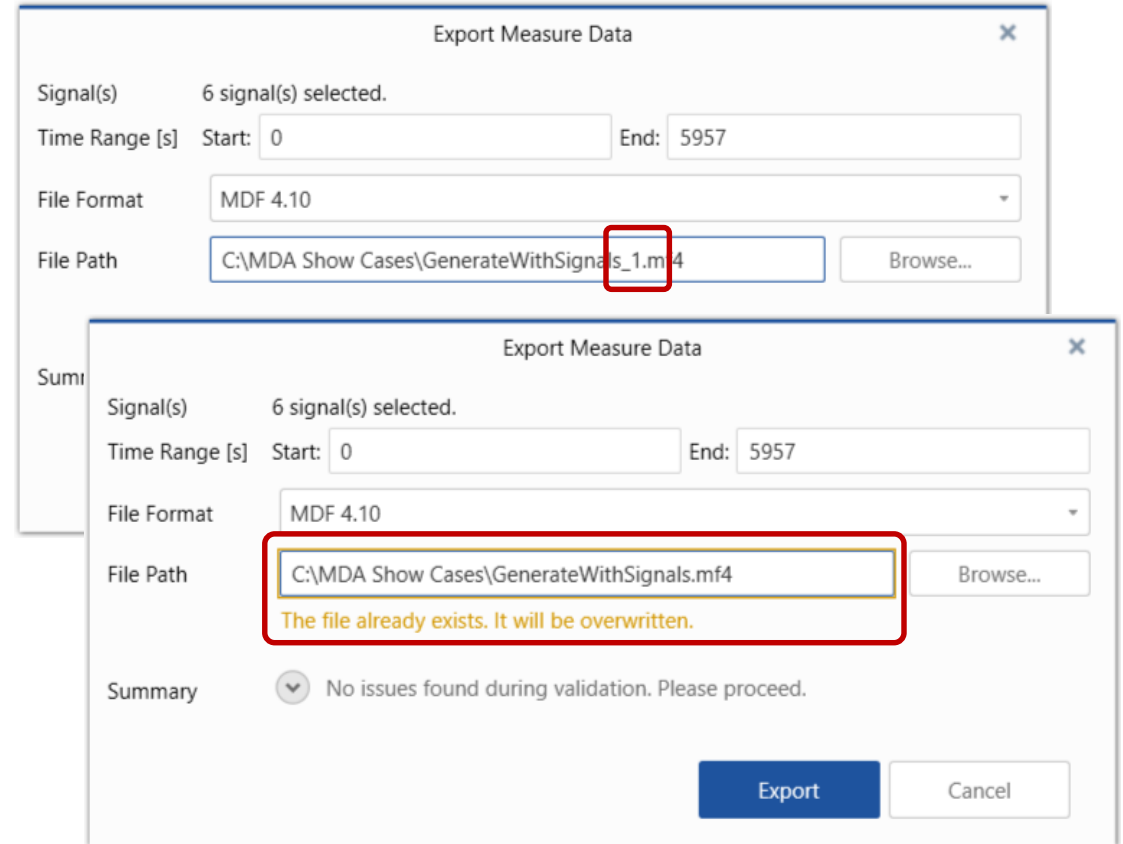 Export Measure Data
Signal(s) 6 signal(s) selected.
Time Range [s] Start: 0 End: 5957
File Format MDF 4.10
File Path C:\MDA Show Cases\GenerateWithSignals_1.mf4 Browse...
Export Measure Data
Signal(s) 6 signal(s) selected.
Time Range [s] Start: 0 End: 5957
File Format MDF 4.10
File Path C:\MDA Show Cases\GenerateWithSignals.mf4 Browse...
The file already exists. It will be overwritten.
Summary No issues found during validation. Please proceed.
Export Cancel